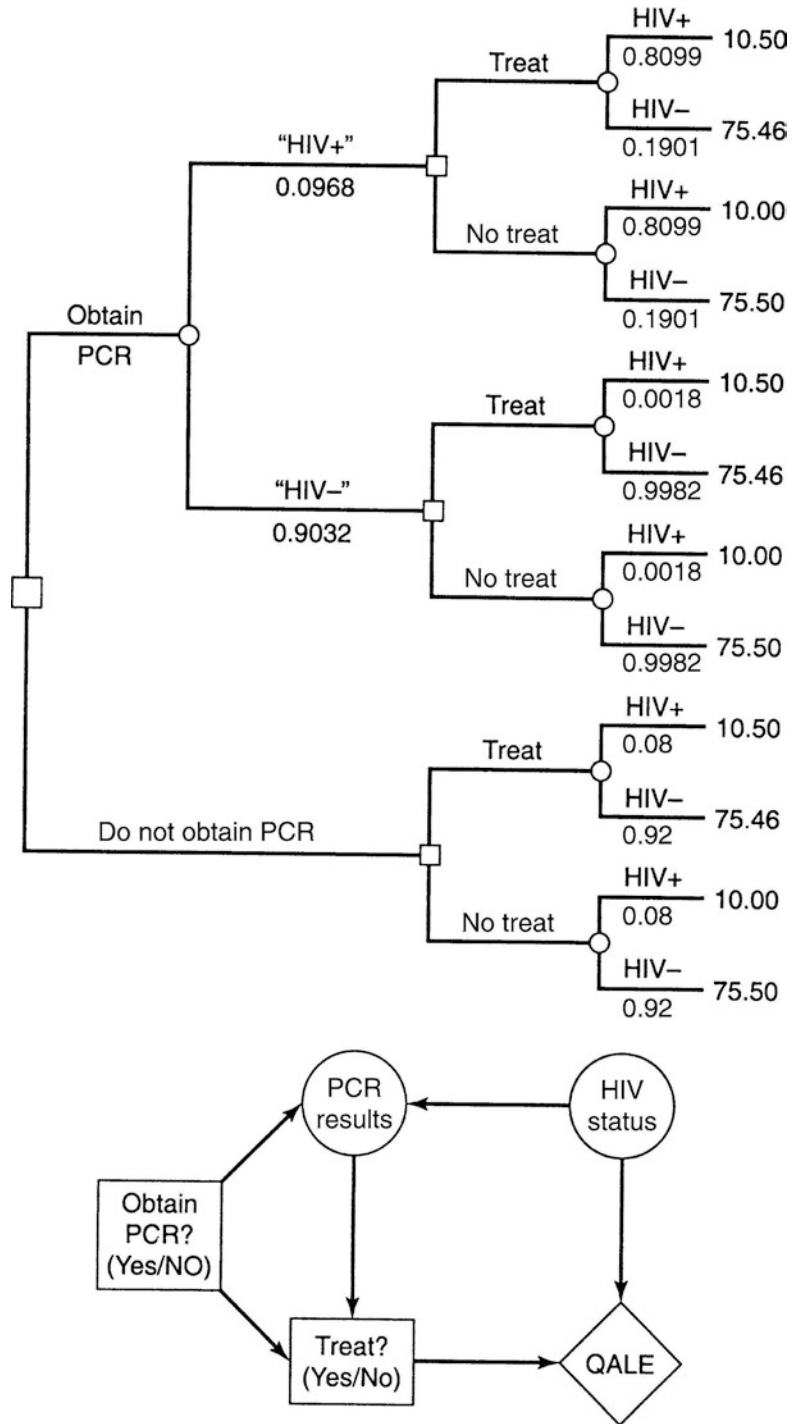 HIV+
10.50
0.8099
Treat
HIV–
75.46
0.1901
“HIV+”
0.0968
HIV+
10.00
0.8099
No treat
HIV–
75.50
0.1901
Obtain
PCR
HIV+
10.50
0.0018
Treat
HIV–
75.46
0.9982
“HIV–”
0.9032
HIV+
10.00
0.0018
No treat
HIV–
75.50
0.9982
HIV+
10.50
0.08
Treat
HIV–
75.46
0.92
Do not obtain PCR
HIV+
10.00
0.08
No treat
HIV–
75.50
0.92
PCR
results
HIV
status
Obtain
PCR?
(Yes/NO)
Treat?
(Yes/No)
QALE